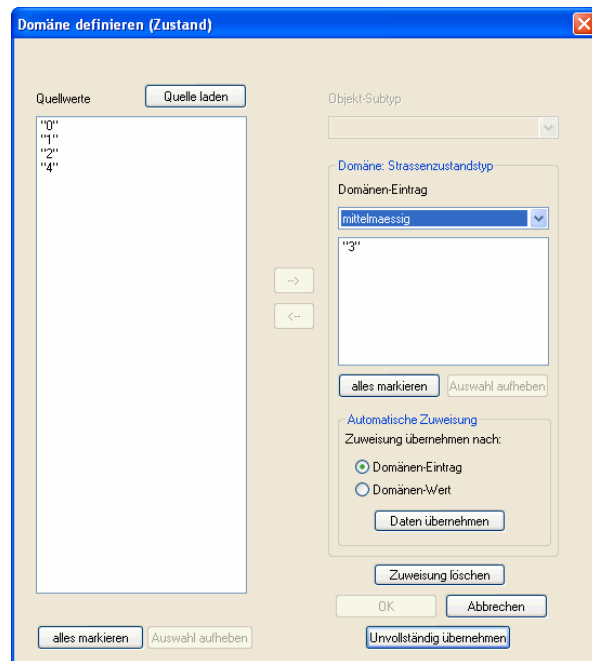 Domäne definieren (Zustand)
Quellwerte
Quelle laden
"0"
"1"
"2"
"4"
alles markieren
Auswahl aufheben
-->
<--
Objekt-Subtyp
Domäne: Strassenzustandstyp
Domänen-Eintrag
mittelmaessig
"3"
alles markieren
Auswahl aufheben
Automatische Zuweisung
Zuweisung übernehmen nach:
Domänen-Eintrag
Domänen-Wert
Daten übernehmen
Zuweisung löschen
OK
Abbrechen
Unvollständig übernehmen